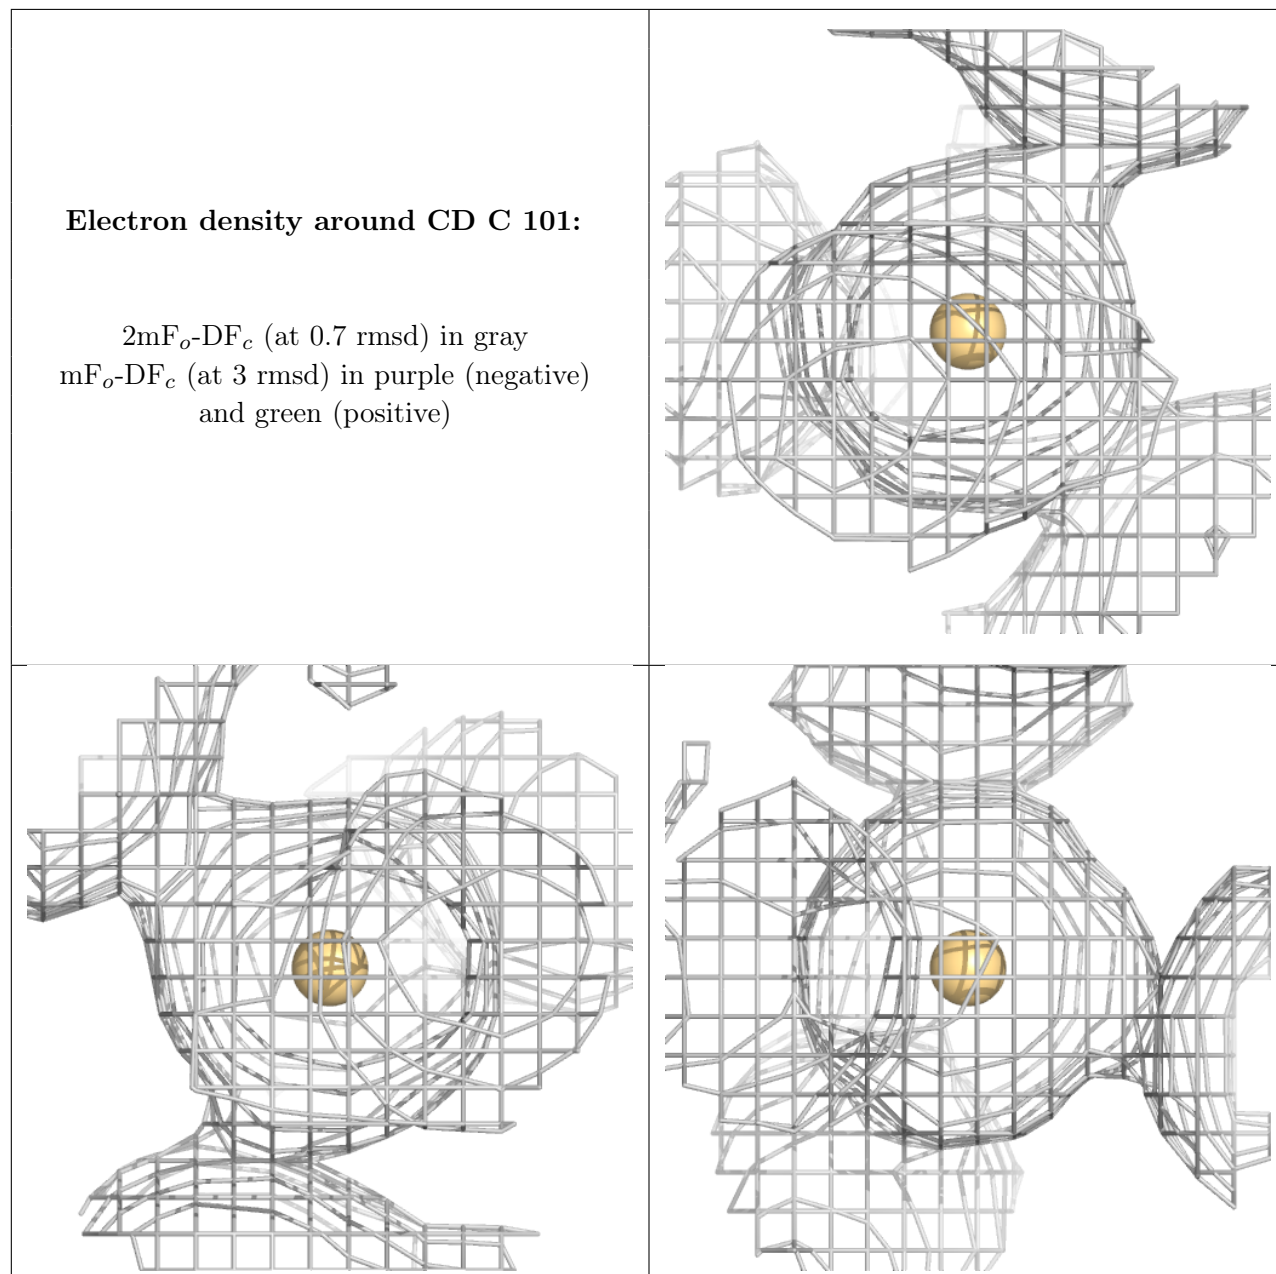 Electron density around CD C 101:
2mFₒ-DF𝑐 (at 0.7 rmsd) in gray
mFₒ-DF𝑐 (at 3 rmsd) in purple (negative)
and green (positive)